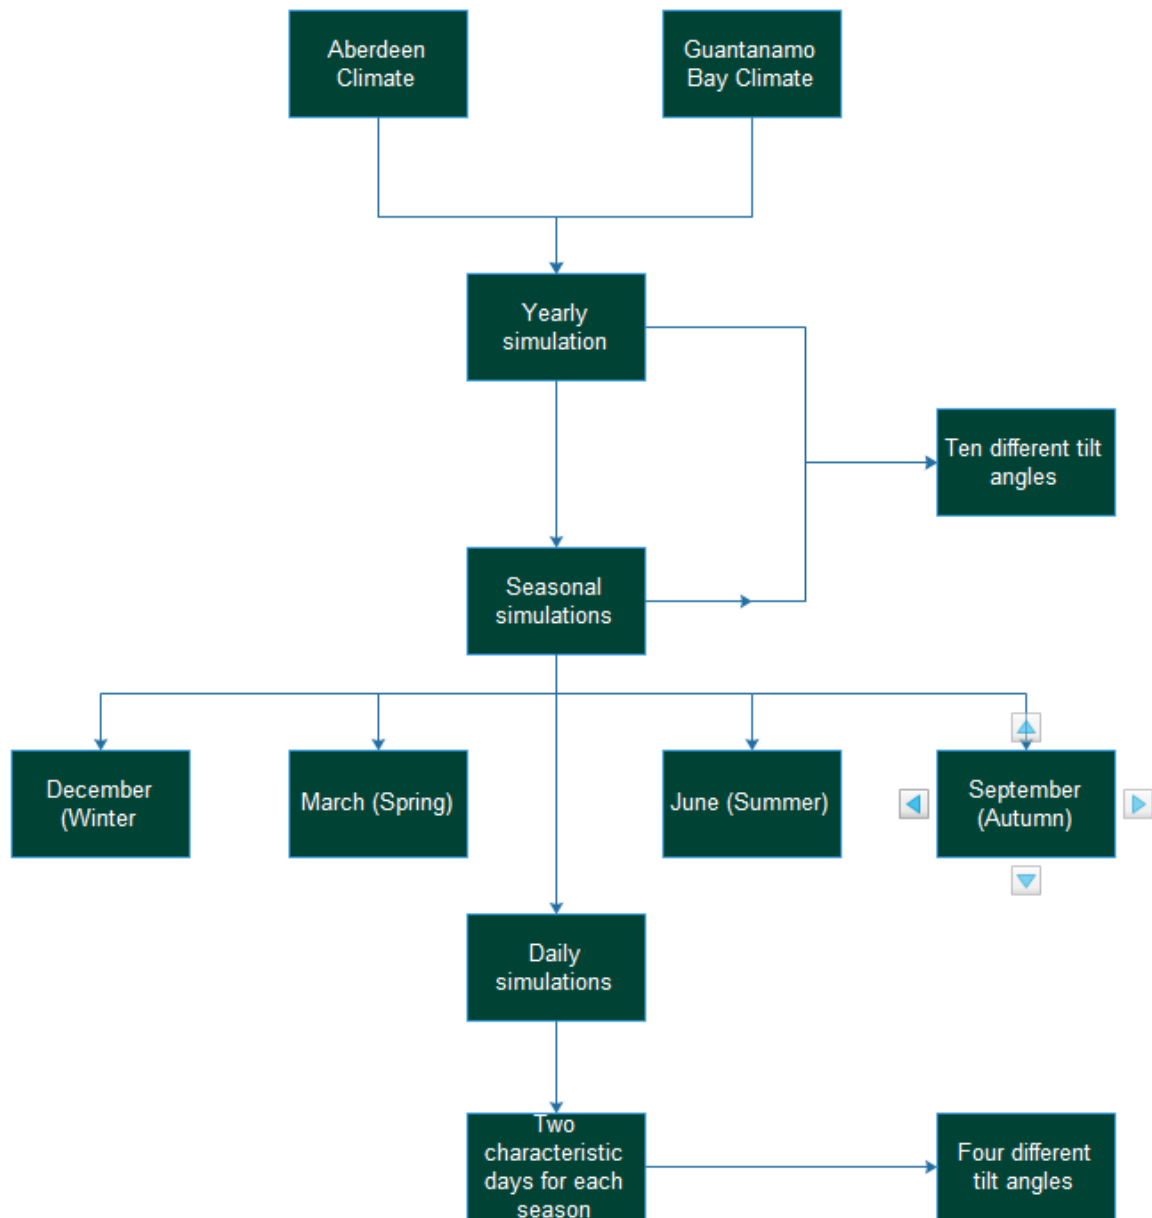 Aberdeen
Climate
Guantanamo
Bay Climate
Yearly
simulation
Ten different tilt
angles
Seasonal
simulations
December
(Winter
March (Spring)
June (Summer)
September
(Autumn)
Daily
simulations
Two
characteristic
days for each
season
Four different
tilt angles